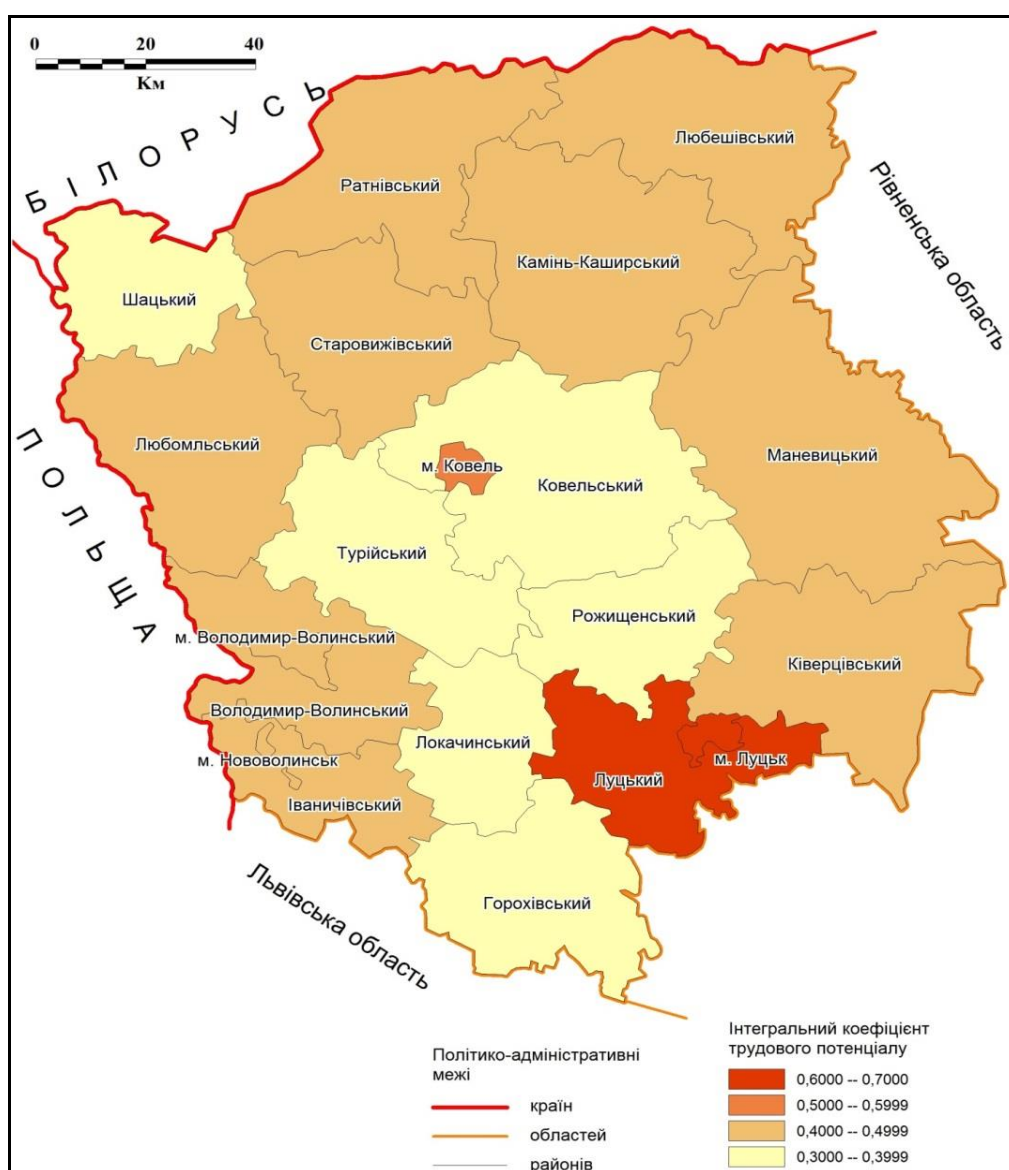 0 20 40
Км
БІЛОРУСЬ
ПОЛЬЩА
Рівненська область
Львівська область
Любешівський
Ратнівський
Камінь-Каширський
Шацький
Старовижівський
Любомльський
Маневицький
м. Ковель
Ковельський
Турійський
Рожищенський
м. Володимир-Волинський
Ківерцівський
Володимир-Волинський
Локачинський
м. Нововолинськ
м. Луцьк
Луцький
Іваничівський
Горохівський
Політико-адміністративні
межі
країн
областей
районів
Інтегральний коефіцієнт
трудового потенціалу
0,6000 -- 0,7000
0,5000 -- 0,5999
0,4000 -- 0,4999
0,3000 -- 0,3999